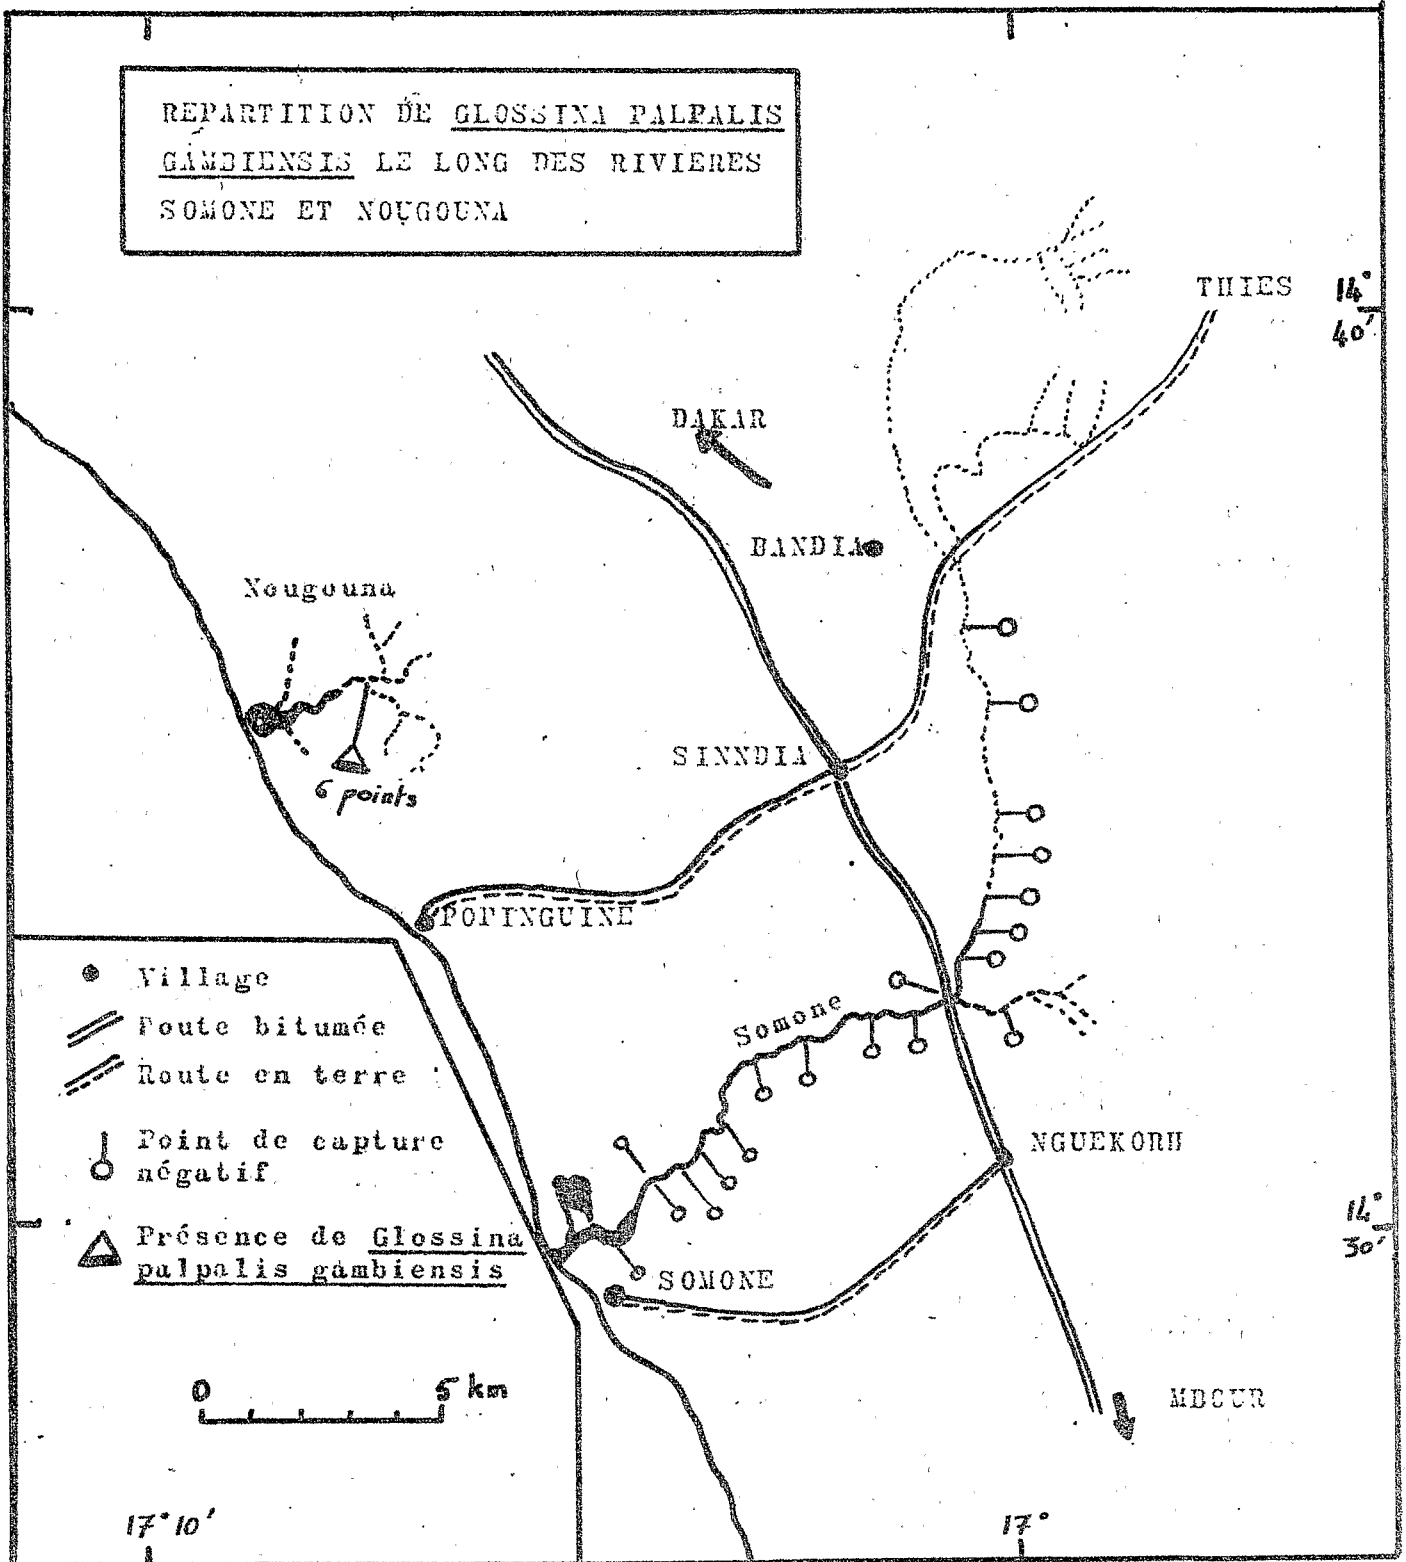 REPARTITION DE GLOSSINA PALPALIS
GAMBIENSIS LE LONG DES RIVIERES
SOMONE ET NOUGOUNA
THIES
14°
40'
DAKAR
BANDIA
Nougouna
SINNDIA
6 points
POPINGUINE
Village
Route bitumée
Route en terre
Point de capture
négatif
Présence de Glossina
palpalis gambiensis
Somone
NGUEKORH
14°
30'
SOMONE
0 5 km
MBOUR
17°10'
17°